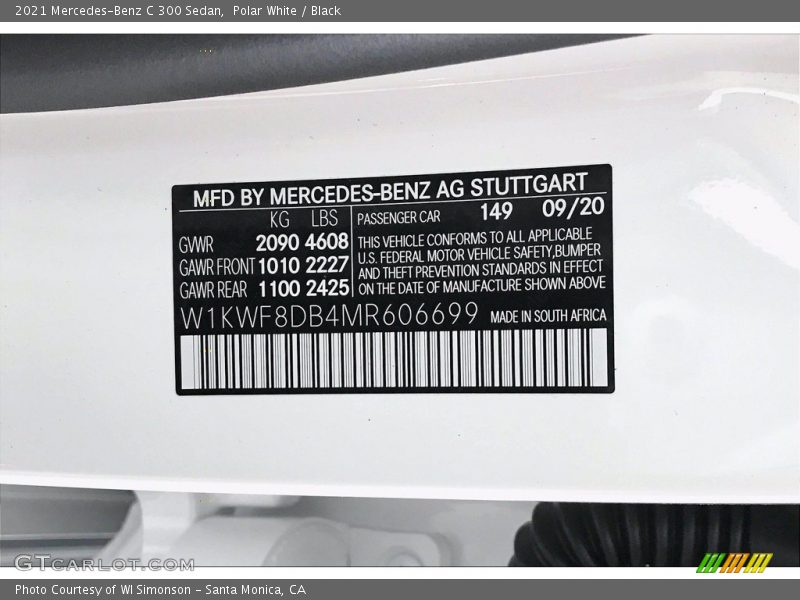 2021 Mercedes-Benz C 300 Sedan,  Polar White / Black
MFD BY MERCEDES-BENZ AG STUTTGART
KG LBS
GWR 2090 4608
GAWR FRONT 1010 2227
GAWR REAR 1100 2425
PASSENGER CAR 149 09/20
THIS VEHICLE CONFORMS TO ALL APPLICABLE
U.S. FEDERAL MOTOR VEHICLE SAFETY,BUMPER
AND THEFT PREVENTION STANDARDS IN EFFECT
ON THE DATE OF MANUFACTURE SHOWN ABOVE
W1KWF8DB4MR606699 MADE IN SOUTH AFRICA
GTCARLOT.COM
Photo Courtesy of WI Simonson - Santa Monica, CA